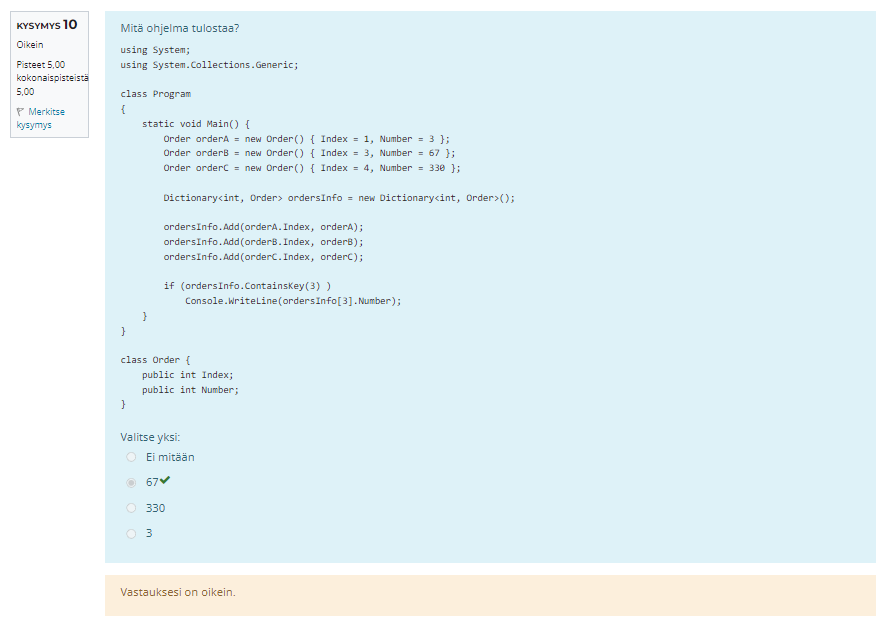 KYSYMYS 10
Oikein
Pisteet 5,00
kokonaispisteistä
5,00
Merkitse
kysymys
Mitä ohjelma tulostaa?
using System;
using System.Collections.Generic;
class Program
{
    static void Main() {
        Order orderA = new Order() { Index = 1, Number = 3 };
        Order orderB = new Order() { Index = 3, Number = 67 };
        Order orderC = new Order() { Index = 4, Number = 330 };
        Dictionary<int, Order> ordersInfo = new Dictionary<int, Order>();
        ordersInfo.Add(orderA.Index, orderA);
        ordersInfo.Add(orderB.Index, orderB);
        ordersInfo.Add(orderC.Index, orderC);
        if (ordersInfo.ContainsKey(3) )
            Console.WriteLine(ordersInfo[3].Number);
    }
}
class Order {
    public int Index;
    public int Number;
}
Valitse yksi:
Ei mitään
67
330
3
Vastauksesi on oikein.